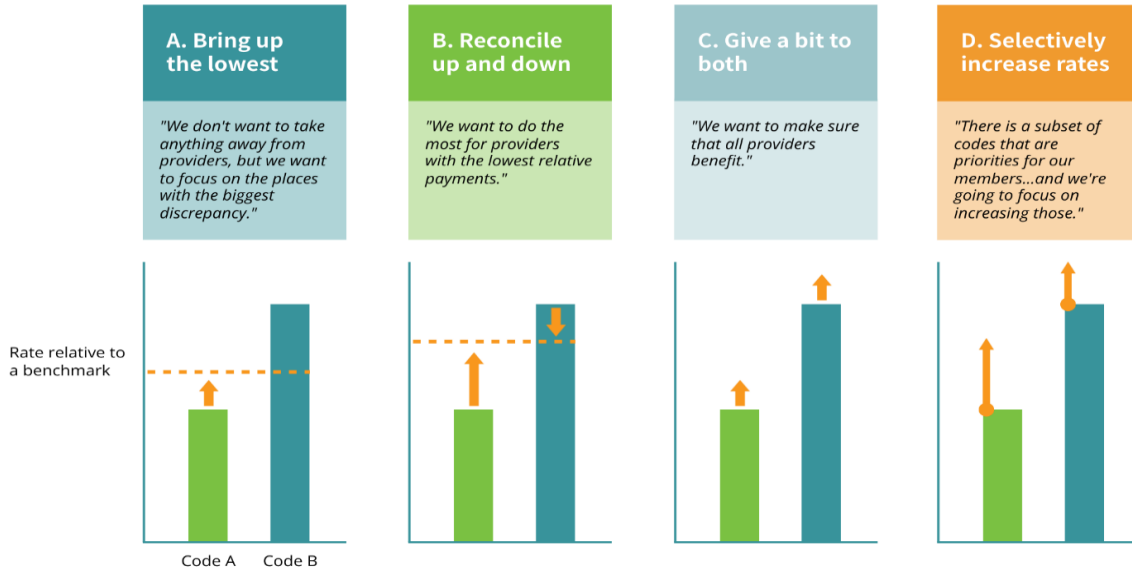 A. Bring up
the lowest
"We don't want to take
anything away from
providers, but we want
to focus on the places
with the biggest
discrepancy."
B. Reconcile
up and down
"We want to do the
most for providers
with the lowest relative
payments."
C. Give a bit to
both
"We want to make sure
that all providers
benefit."
D. Selectively
increase rates
"There is a subset of
codes that are
priorities for our
members...and we're
going to focus on
increasing those."
Rate relative to
a benchmark
Code A
Code B